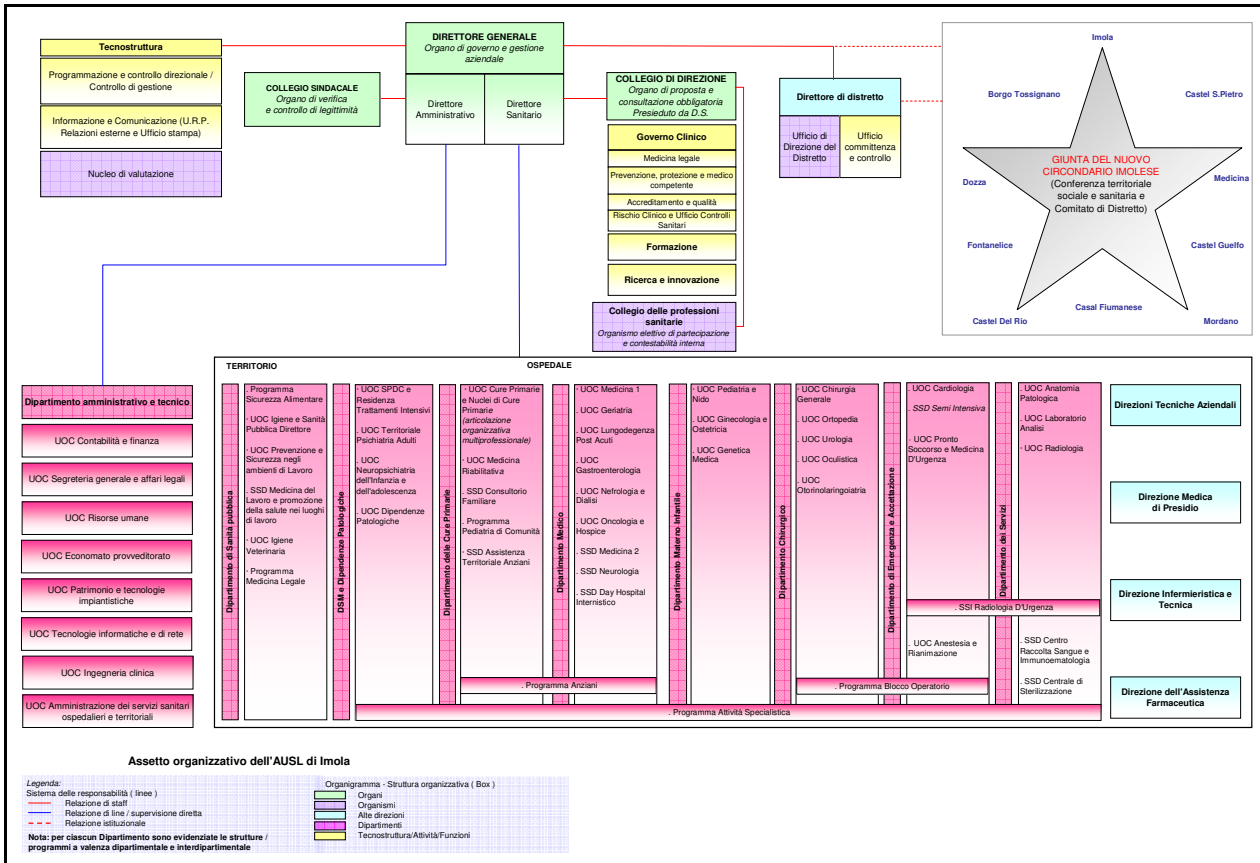 Tecnostruttura
Programmazione e controllo direzionale /
Controllo di gestione
Informazione e Comunicazione (U.R.P.
Relazioni esterne e Ufficio stampa)
Nucleo di valutazione
COLLEGIO SINDACALE
Organo di verifica
e controllo di legittimità
DIRETTORE GENERALE
Organo di governo e gestione
aziendale
Direttore
Amministrativo
Direttore
Sanitario
COLLEGIO DI DIREZIONE
Organo di proposta e
consultazione obbligatoria
Presieduto da D.S.
Governo Clinico
Medicina legale
Prevenzione, protezione e medico
competente
Accreditamento e qualità
Rischio Clinico e Ufficio Controlli
Sanitari
Formazione
Ricerca e innovazione
Collegio delle professioni
sanitarie
Organismo elettivo di partecipazione
e contestabilità interna
Direttore di distretto
Ufficio di
Direzione del
Distretto
Ufficio
committenza
e controllo
Imola
Borgo Tossignano
Castel S.Pietro
GIUNTA DEL NUOVO
CIRCONDARIO IMOLESE
(Conferenza territoriale
sociale e sanitaria e
Comitato di Distretto)
Dozza
Medicina
Fontanelice
Castel Guelfo
Casal Fiumanese
Castel Del Rio
Mordano
Dipartimento amministrativo e tecnico
UOC Contabilità e finanza
UOC Segreteria generale e affari legali
UOC Risorse umane
UOC Economato provveditorato
UOC Patrimonio e tecnologie
impiantistiche
UOC Tecnologie informatiche e di rete
UOC Ingegneria clinica
UOC Amministrazione dei servizi sanitari
ospedalieri e territoriali
TERRITORIO
OSPEDALE
Dipartimento di Sanità pubblica
. Programma
Sicurezza Alimentare
· UOC Igiene e Sanità
Pubblica Direttore
· UOC Prevenzione e
Sicurezza negli
ambienti di Lavoro
. SSD Medicina del
Lavoro e promozione
della salute nei luoghi
di lavoro
· UOC Igiene
Veterinaria
· Programma
Medicina Legale
DSM e Dipendenze Patologiche
· UOC SPDC e
Residenza
Trattamenti Intensivi
. UOC Territoriale
Psichiatria Adulti
. UOC
Neuropsichiatria
dell'Infanzia e
dell'adolescenza
. UOC Dipendenze
Patologiche
Dipartimento delle Cure Primarie
· UOC Cure Primarie
e Nuclei di Cure
Primarie
(articolazione
organizzativa
multiprofessionale)
· UOC Medicina
Riabilitativa
. SSD Consultorio
Familiare
. Programma
Pediatria di Comunità
· SSD Assistenza
Territoriale Anziani
Dipartimento Medico
. UOC Medicina 1
. UOC Geriatria
. UOC Lungodegenza
Post Acuti
. UOC
Gastroenterologia
. UOC Nefrologia e
Dialisi
. UOC Oncologia e
Hospice
. SSD Medicina 2
. SSD Neurologia
. SSD Day Hospital
Internistico
. Programma Anziani
Dipartimento Materno Infantile
· UOC Pediatria e
Nido
. UOC Ginecologia e
Ostetricia
. UOC Genetica
Medica
Dipartimento Chirurgico
· UOC Chirurgia
Generale
. UOC Ortopedia
. UOC Urologia
. UOC Oculistica
. UOC
Otorinolaringoiatria
. Programma Blocco Operatorio
Dipartimento di Emergenza e Accettazione
. UOC Cardiologia
. SSD Semi Intensiva
· UOC Pronto
Soccorso e Medicina
D'Urgenza
. SSI Radiologia D'Urgenza
. UOC Anestesia e
Rianimazione
Dipartimento dei Servizi
. UOC Anatomia
Patologica
. UOC Laboratorio
Analisi
· UOC Radiologia
. SSD Centro
Raccolta Sangue e
Immunoematologia
. SSD Centrale di
Sterilizzazione
. Programma Attività Specialistica
Direzioni Tecniche Aziendali
Direzione Medica
di Presidio
Direzione Infermieristica e
Tecnica
Direzione dell'Assistenza
Farmaceutica
Assetto organizzativo dell'AUSL di Imola
Legenda:
Sistema delle responsabilità ( linee )
Relazione di staff
Relazione di line / supervisione diretta
Relazione istituzionale
Nota: per ciascun Dipartimento sono evidenziate le strutture /
programmi a valenza dipartimentale e interdipartimentale
Organigramma - Struttura organizzativa ( Box )
Organi
Organismi
Alte direzioni
Dipartimenti
Tecnostruttura/Attività/Funzioni